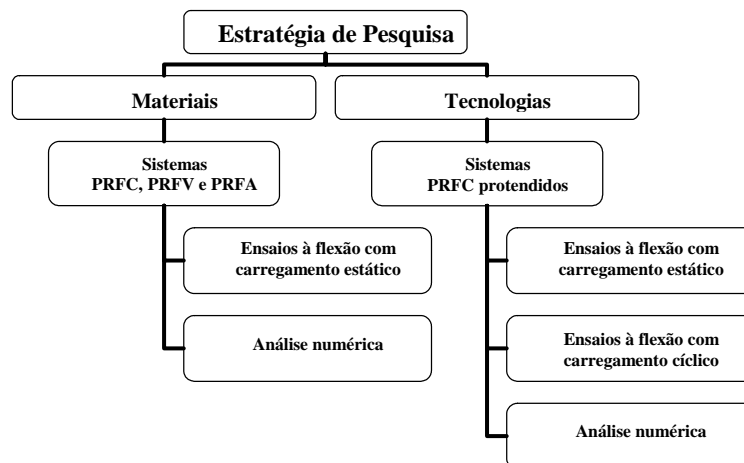 Estratégia de Pesquisa
Materiais
Tecnologias
Sistemas
PRFC, PRFV e PRFA
Sistemas
PRFC protendidos
Ensaios à flexão com
carregamento estático
Análise numérica
Ensaios à flexão com
carregamento estático
Ensaios à flexão com
carregamento cíclico
Análise numérica